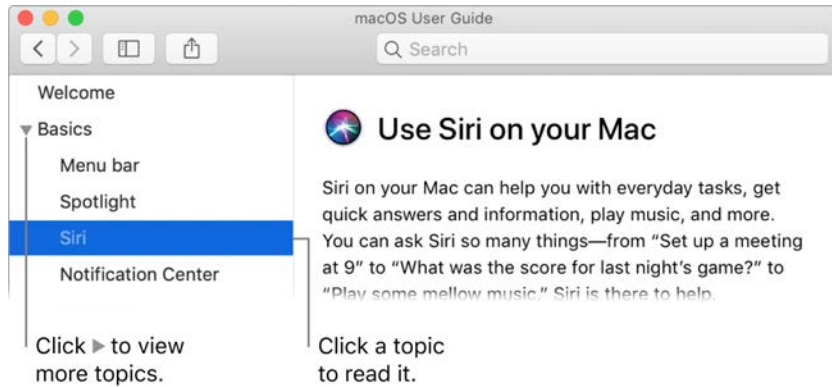 macOS User Guide
Search
Welcome
Basics
Menu bar
Spotlight
Siri
Notification Center
Use Siri on your Mac
Siri on your Mac can help you with everyday tasks, get
quick answers and information, play music, and more.
You can ask Siri so many things—from “Set up a meeting
at 9” to “What was the score for last night’s game?” to
“Play some mellow music.” Siri is there to help.
Click ▶ to view
more topics.
Click a topic
to read it.